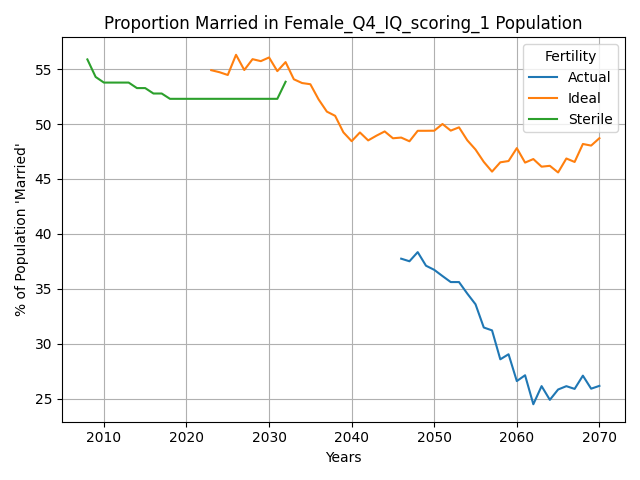 Proportion Married in Female_Q4_IQ_scoring_1 Population
% of Population 'Married'
55
50
45
40
35
30
25
Fertility
Actual
Ideal
Sterile
2010 2020 2030 2040 2050 2060 2070
Years